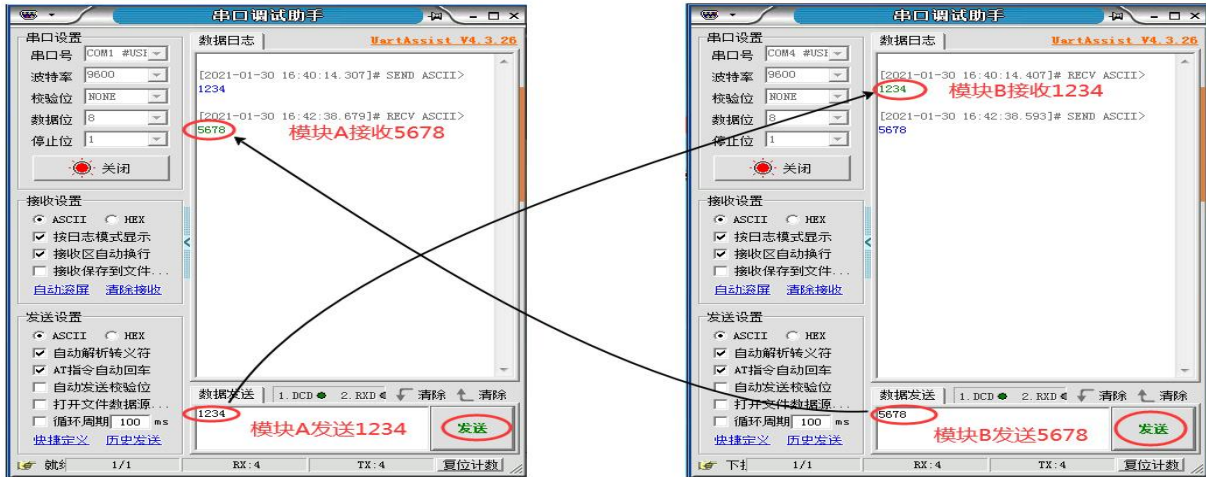 串口调试助手
串口设置
串口号 COM1 #USI
波特率 9600
校验位 NONE
数据位 8
停止位 1
关闭
接收设置
ASCII HEX
按日志模式显示
接收区自动换行
接收保存到文件...
自动滚屏 清除接收
发送设置
ASCII HEX
自动解析转义符
AT指令自动回车
自动发送校验位
打开文件数据源...
循环周期 100 ms
快捷定义 历史发送
数据日志
UartAssist V4.3.26
[2021-01-30 16:40:14.307]# SEND ASCII>
1234
[2021-01-30 16:42:38.679]# RECV ASCII>
5678
模块A接收5678
数据发送 1.DCD 2.RXD 清除 清除
1234
模块A发送1234
发送
1/1 RX:4 TX:4 复位计数
串口调试助手
串口设置
串口号 COM4 #USI
波特率 9600
校验位 NONE
数据位 8
停止位 1
关闭
接收设置
ASCII HEX
按日志模式显示
接收区自动换行
接收保存到文件...
自动滚屏 清除接收
发送设置
ASCII HEX
自动解析转义符
AT指令自动回车
自动发送校验位
打开文件数据源...
循环周期 100 ms
快捷定义 历史发送
数据日志
UartAssist V4.3.26
[2021-01-30 16:40:14.407]# RECV ASCII>
1234
模块B接收1234
[2021-01-30 16:42:38.593]# SEND ASCII>
5678
数据发送 1.DCD 2.RXD 清除 清除
5678
模块B发送5678
发送
1/1 RX:4 TX:4 复位计数